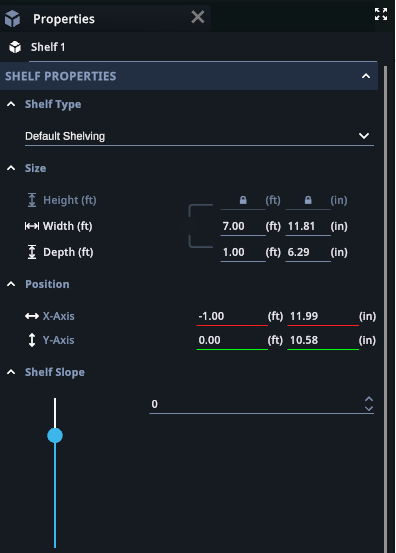 Properties
Shelf 1
SHELF PROPERTIES
Shelf Type
Default Shelving
Size
Height (ft) (ft) (in)
Width (ft) 7.00 (ft) 11.81 (in)
Depth (ft) 1.00 (ft) 6.29 (in)
Position
X-Axis -1.00 (ft) 11.99 (in)
Y-Axis 0.00 (ft) 10.58 (in)
Shelf Slope
0